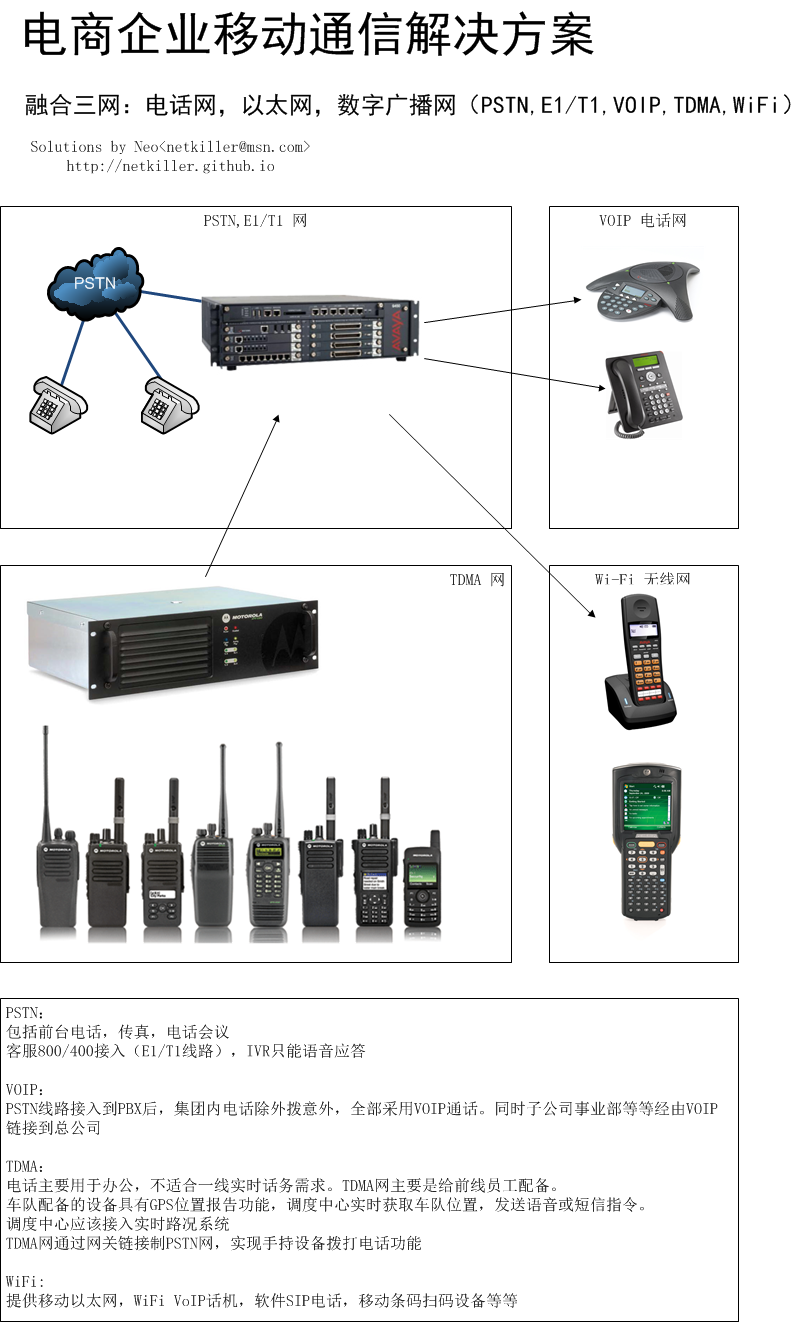 电商企业移动通信解决方案
融合三网：电话网，以太网，数字广播网（PSTN,E1/T1,VOIP,TDMA,WiFi）
Solutions by Neo<netkiller@msn.com>
http://netkiller.github.io
PSTN,E1/T1 网
VOIP 电话网
PSTN
AVAYA
TDMA 网
Wi-Fi 无线网
MOTOROLA
PSTN：
包括前台电话，传真，电话会议
客服800/400接入（E1/T1线路），IVR只能语音应答
VOIP：
PSTN线路接入到PBX后，集团内电话除外拨意外，全部采用VOIP通话。同时子公司事业部等等经由VOIP
链接到总公司
TDMA：
电话主要用于办公，不适合一线实时话务需求。TDMA网主要是给前线员工配备。
车队配备的设备具有GPS位置报告功能，调度中心实时获取车队位置，发送语音或短信指令。
调度中心应该接入实时路况系统
TDMA网通过网关链接制PSTN网，实现手持设备拨打电话功能
WiFi:
提供移动以太网，WiFi VoIP话机，软件SIP电话，移动条码扫码设备等等